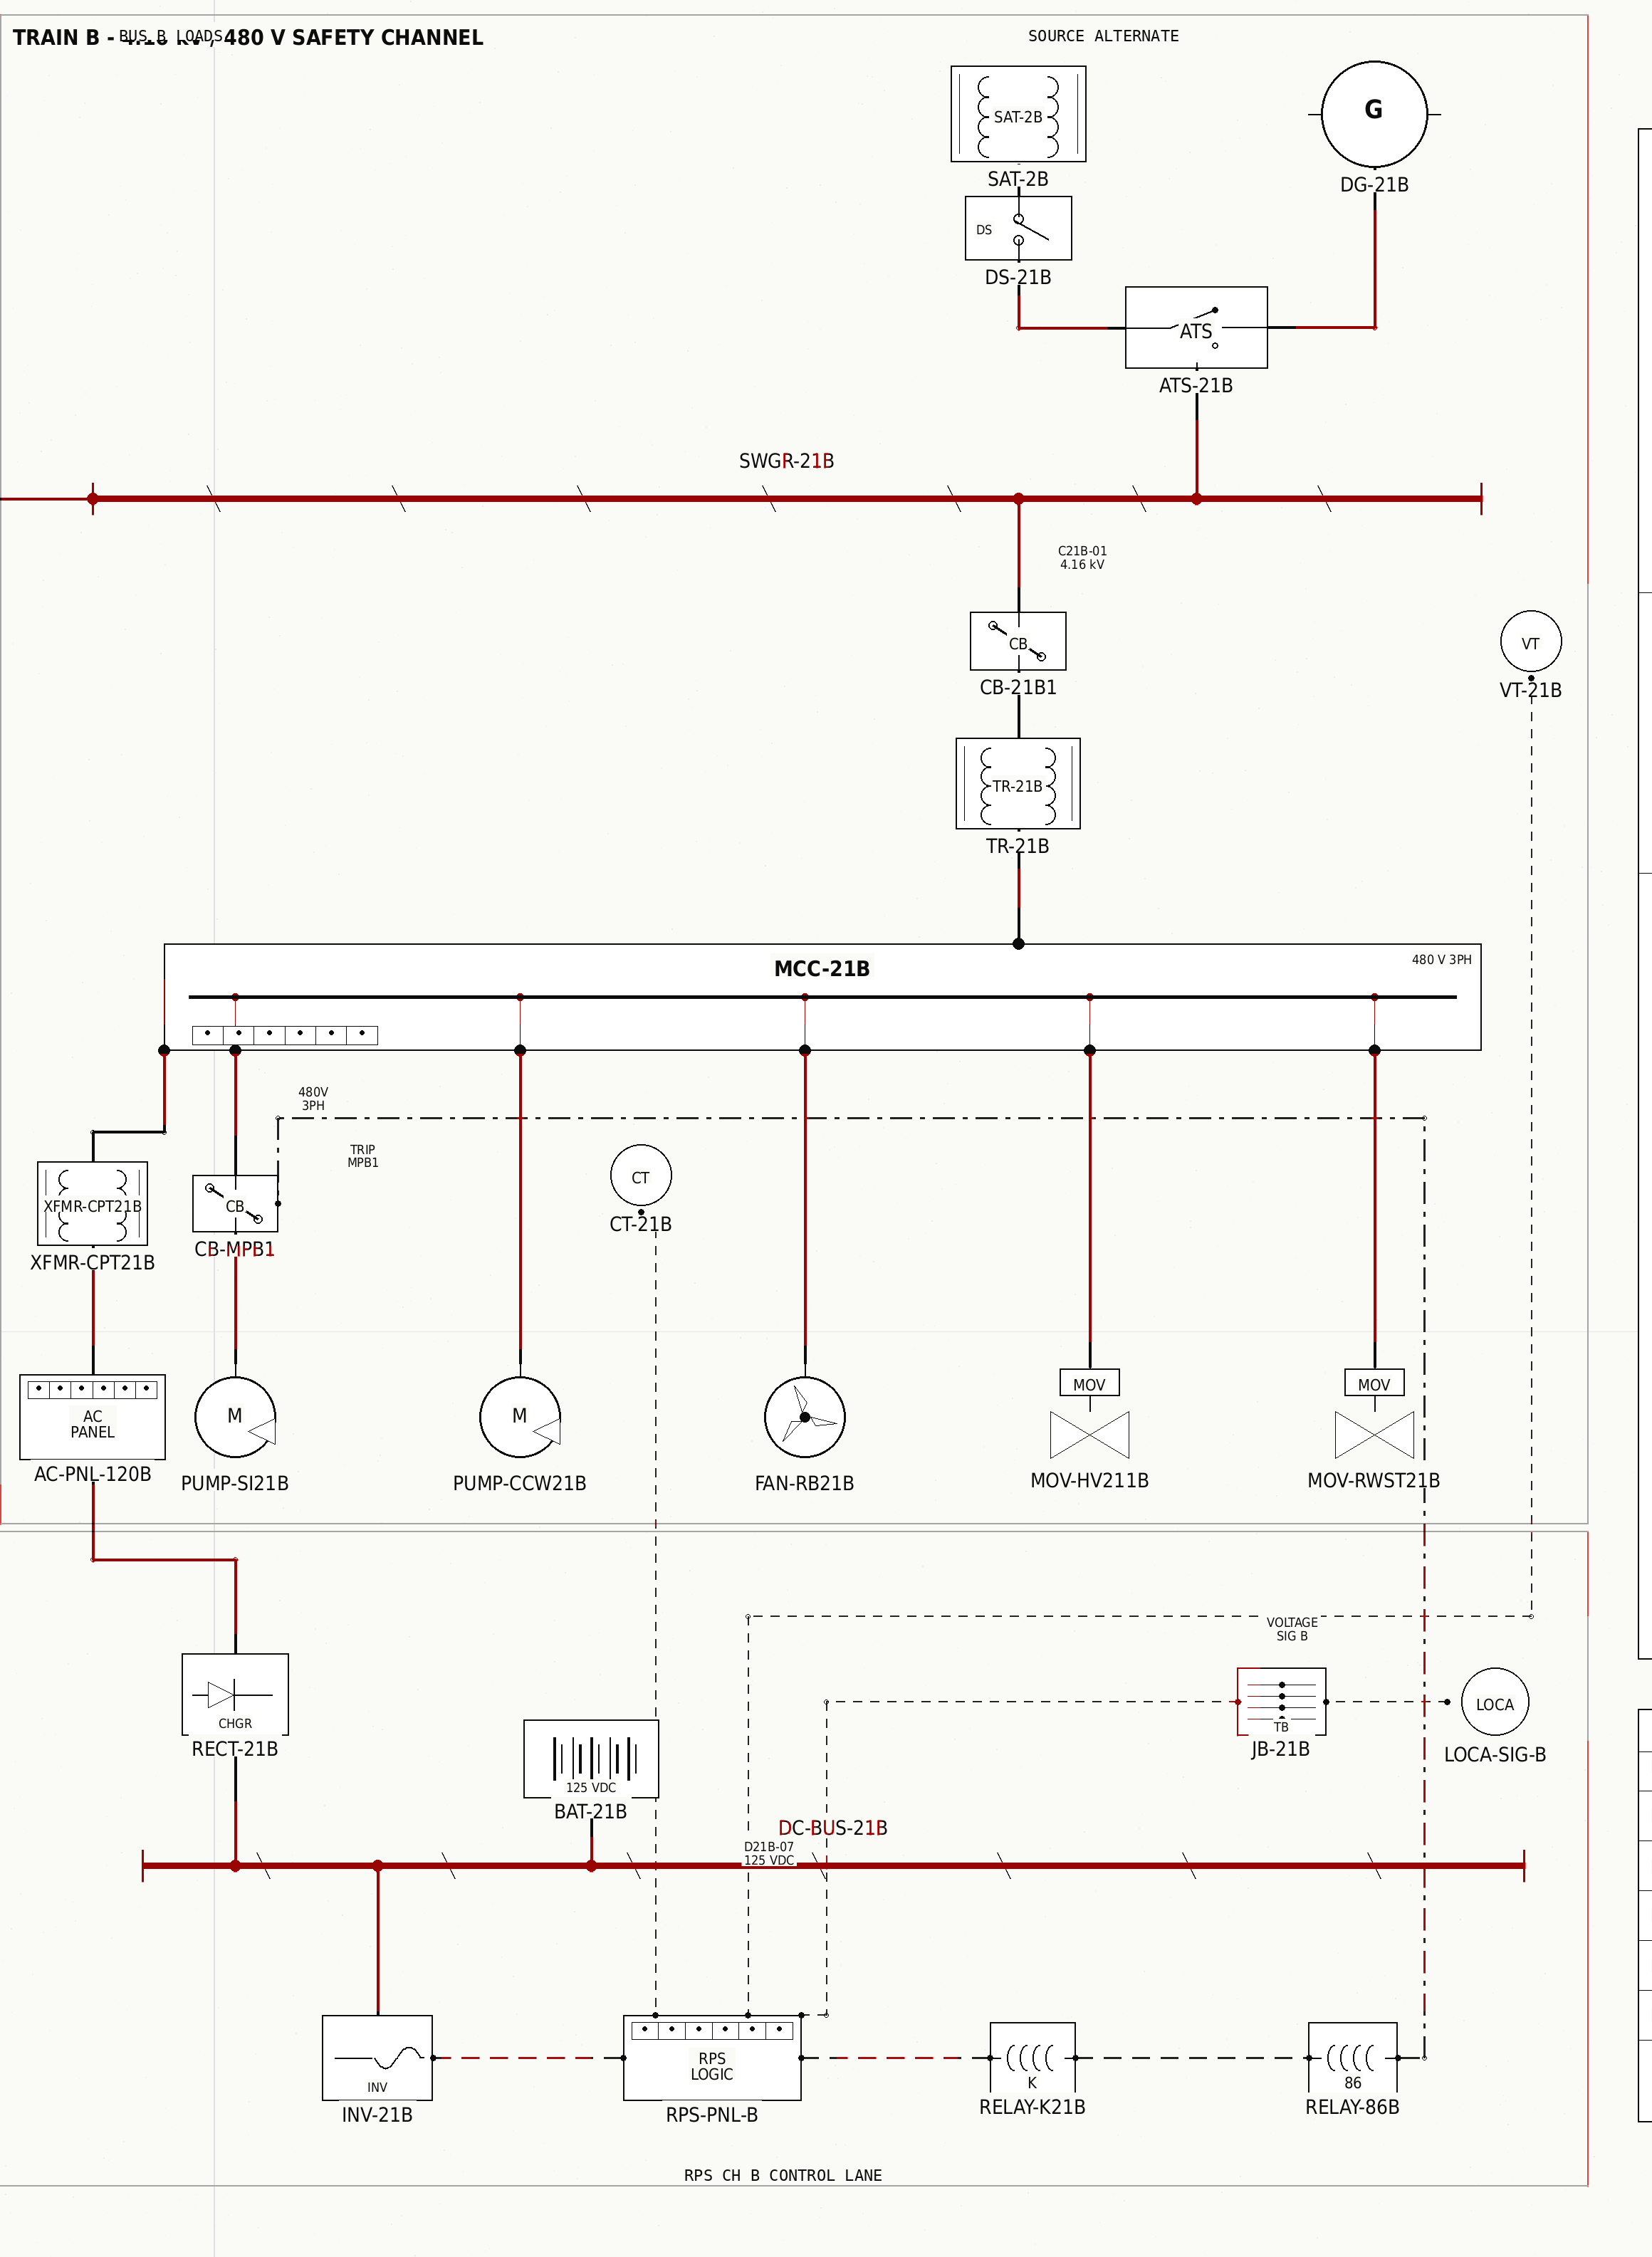 TRAIN B - 480 V SAFETY CHANNEL
BUS B LOADS
SOURCE ALTERNATE
SAT-2B
SAT-2B
G
DG-21B
DS
DS-21B
ATS
ATS-21B
SWGR-21B
C21B-01
4.16 kV
CB
CB-21B1
VT
VT-21B
TR-21B
TR-21B
MCC-21B
480 V 3PH
480V
3PH
TRIP
MPB1
XFMR-CPT21B
XFMR-CPT21B
CB
CB-MPB1
CT
CT-21B
AC
PANEL
AC-PNL-120B
M
PUMP-SI21B
M
PUMP-CCW21B
FAN-RB21B
MOV
MOV-HV211B
MOV
MOV-RWST21B
VOLTAGE
SIG B
CHGR
RECT-21B
125 VDC
BAT-21B
TB
JB-21B
LOCA
LOCA-SIG-B
DC-BUS-21B
D21B-07
125 VDC
INV
INV-21B
RPS
LOGIC
RPS-PNL-B
K
RELAY-K21B
86
RELAY-86B
RPS CH B CONTROL LANE